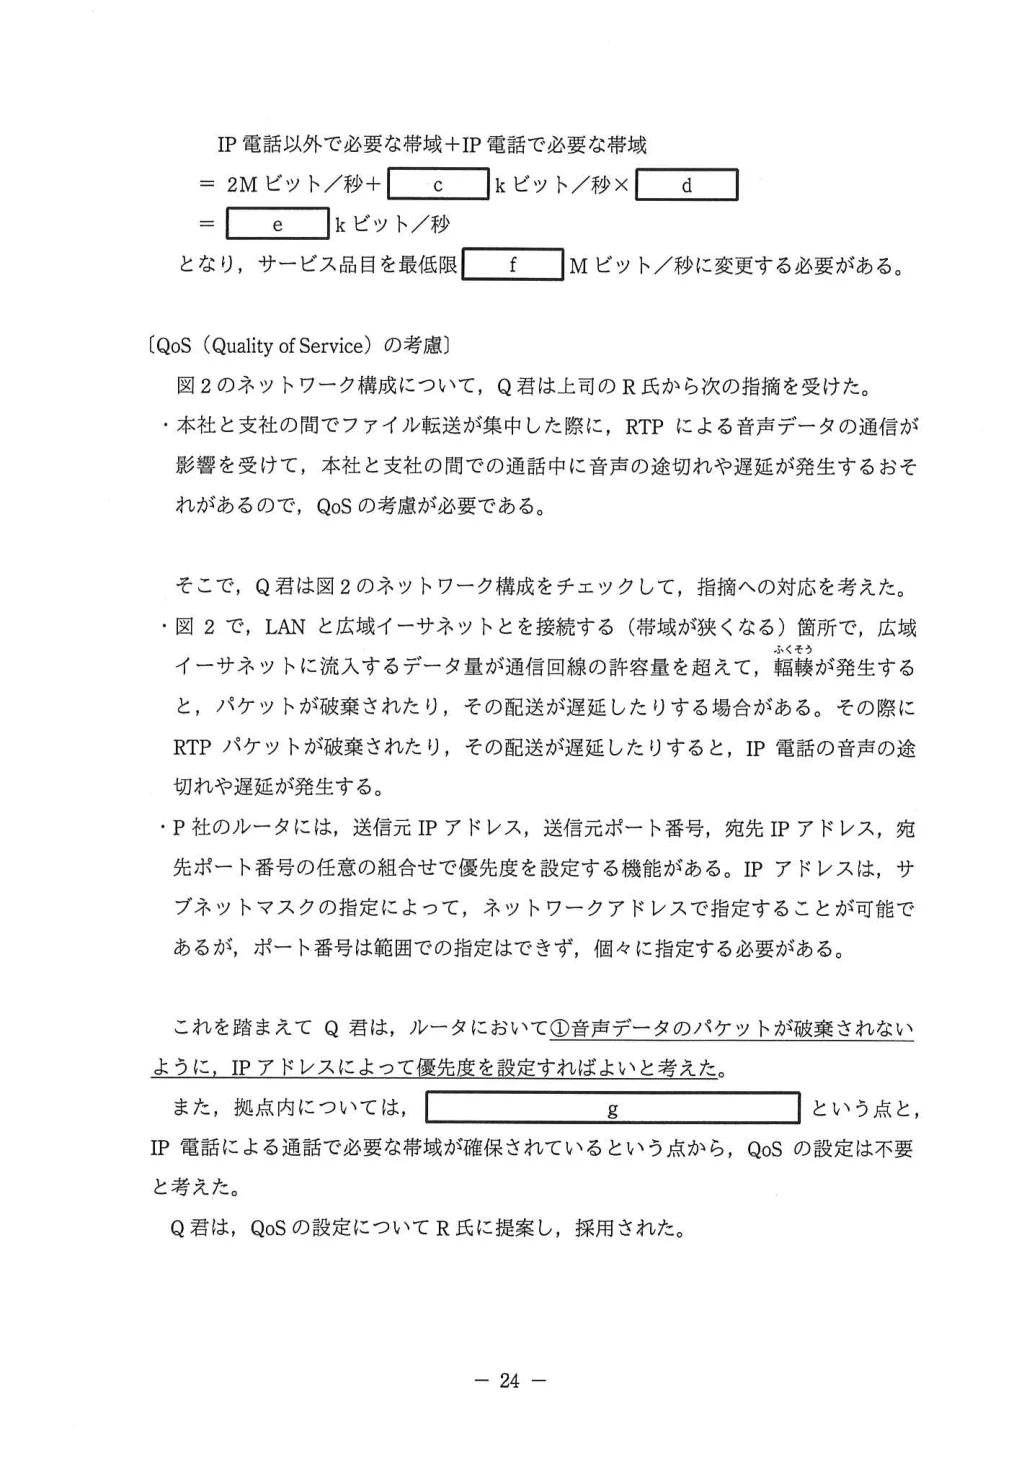 IP 電話以外で必要な帯域＋IP 電話で必要な帯域
＝ 2M ビット／秒＋ c k ビット／秒× d
＝ e k ビット／秒
となり，サービス品目を最低限 f M ビット／秒に変更する必要がある。
〔QoS（Quality of Service）の考慮〕
図 2 のネットワーク構成について，Q 君は上司の R 氏から次の指摘を受けた。
・本社と支社の間でファイル転送が集中した際に，RTP による音声データの通信が
影響を受けて，本社と支社の間での通話中に音声の途切れや遅延が発生するおそ
れがあるので，QoS の考慮が必要である。
そこで，Q 君は図 2 のネットワーク構成をチェックして，指摘への対応を考えた。
・図 2 で，LAN と広域イーサネットとを接続する（帯域が狭くなる）箇所で，広域
ふくそう
イーサネットに流入するデータ量が通信回線の許容量を超えて，輻輳が発生する
と，パケットが破棄されたり，その配送が遅延したりする場合がある。その際に
RTP パケットが破棄されたり，その配送が遅延したりすると，IP 電話の音声の途
切れや遅延が発生する。
・P 社のルータには，送信元 IP アドレス，送信元ポート番号，宛先 IP アドレス，宛
先ポート番号の任意の組合せで優先度を設定する機能がある。IP アドレスは，サ
ブネットマスクの指定によって，ネットワークアドレスで指定することが可能で
あるが，ポート番号は範囲での指定はできず，個々に指定する必要がある。
これを踏まえて Q 君は，ルータにおいて①音声データのパケットが破棄されない
ように，IP アドレスによって優先度を設定すればよいと考えた。
また，拠点内については， g という点と，
IP 電話による通話で必要な帯域が確保されているという点から，QoS の設定は不要
と考えた。
Q 君は，QoS の設定について R 氏に提案し，採用された。
－ 24 －